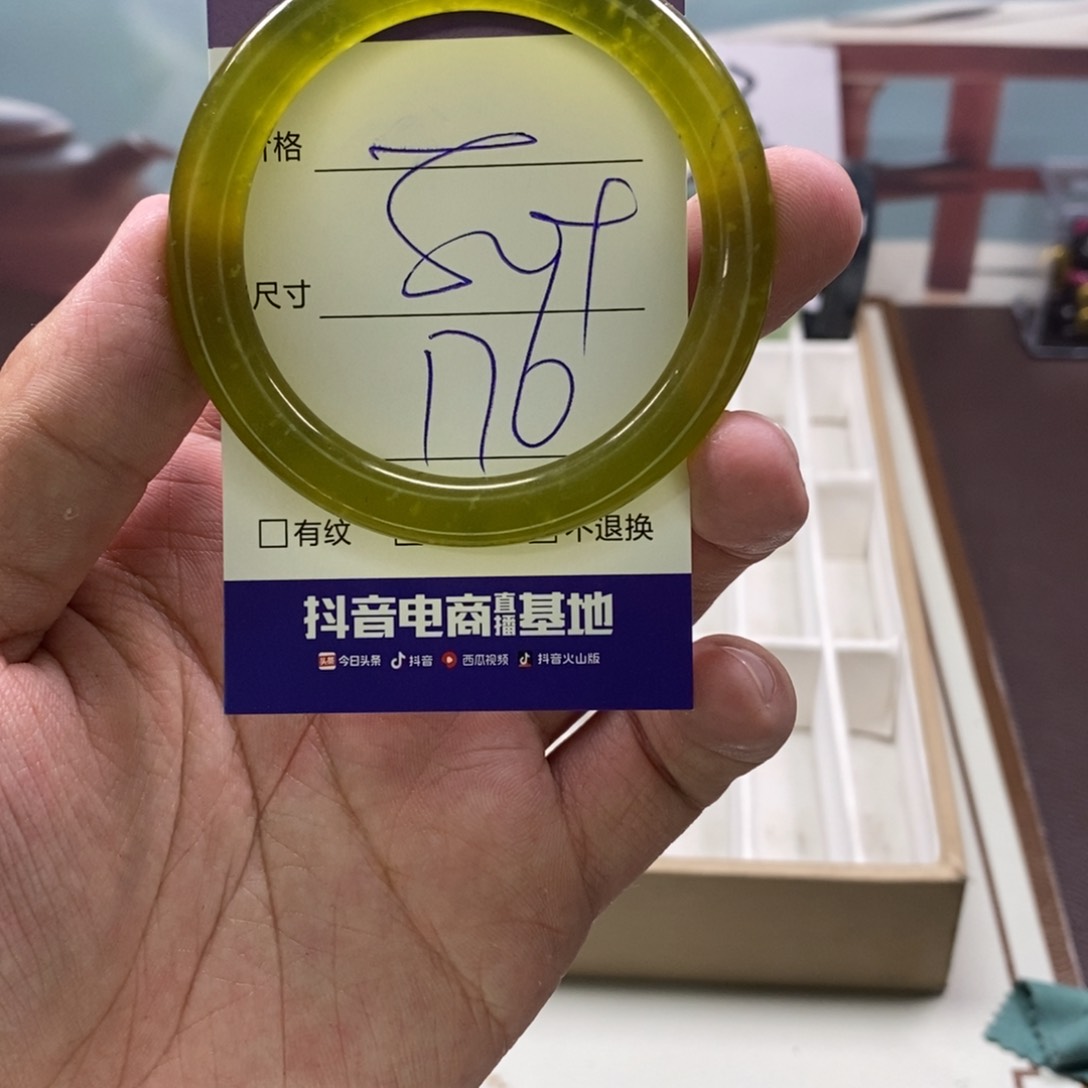 格
尺寸
176
□有纹 不退换
抖音电商直播基地
今日头条 抖音 西瓜视频 抖音火山版